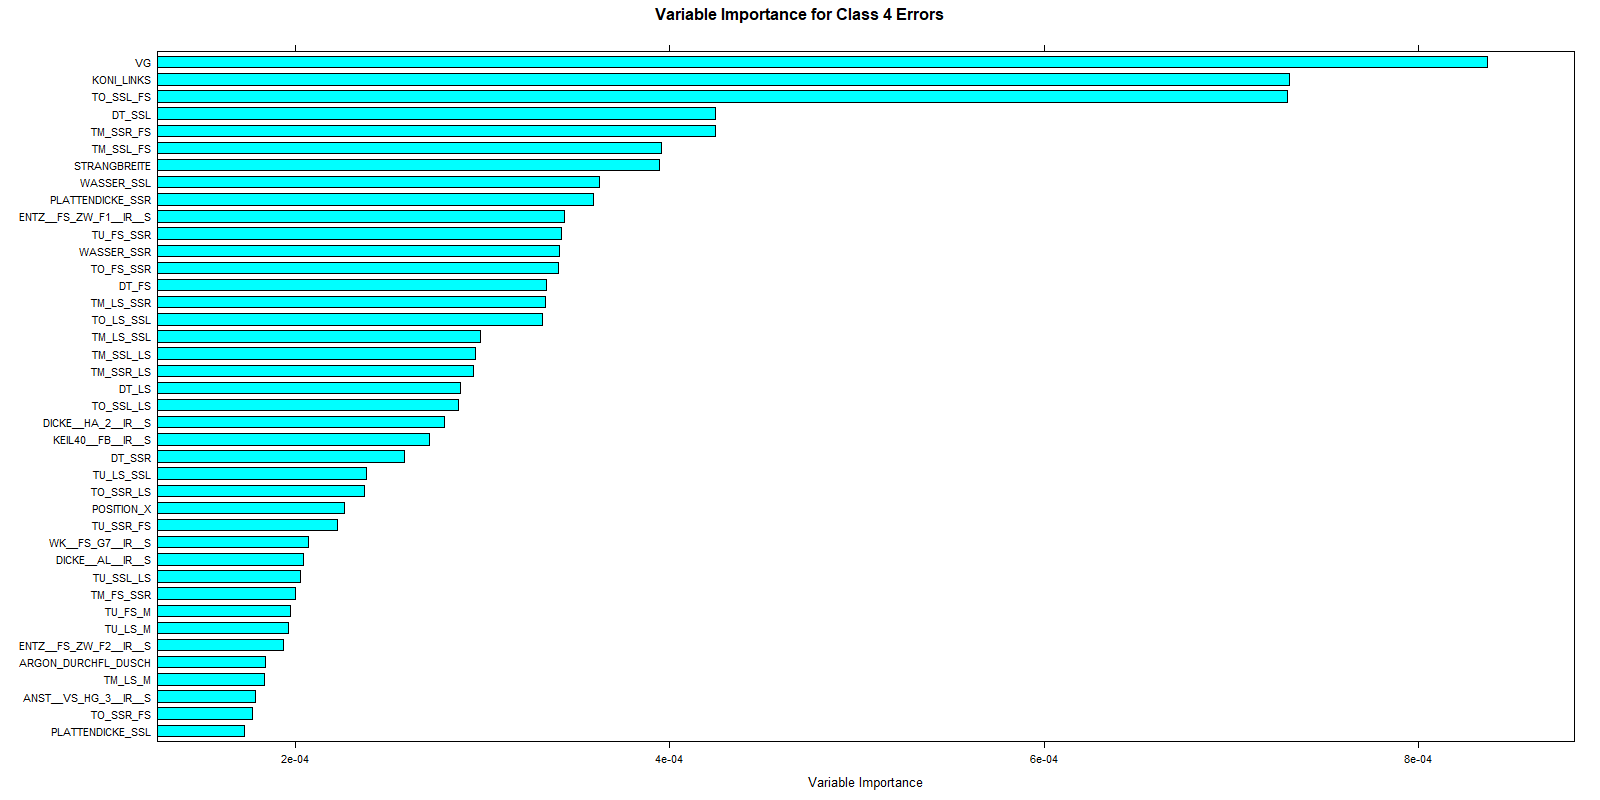 Variable Importance for Class 4 Errors
VG
KONI_LINKS
TO_SSL_FS
DT_SSL
TM_SSR_FS
TM_SSL_FS
STRANGBREITE
WASSER_SSL
PLATTENDICKE_SSR
ENTZ__FS_ZW_F1__IR__S
TU_FS_SSR
WASSER_SSR
TO_FS_SSR
DT_FS
TM_LS_SSR
TO_LS_SSL
TM_LS_SSL
TM_SSL_LS
TM_SSR_LS
DT_LS
TO_SSL_LS
DICKE__HA_2__IR__S
KEIL40__FB__IR__S
DT_SSR
TU_LS_SSL
TO_SSR_LS
POSITION_X
TU_SSR_FS
WK__FS_G7__IR__S
DICKE__AL__IR__S
TU_SSL_LS
TM_FS_SSR
TU_FS_M
TU_LS_M
ENTZ__FS_ZW_F2__IR__S
ARGON_DURCHFL_DUSCH
TM_LS_M
ANST__VS_HG_3__IR__S
TO_SSR_FS
PLATTENDICKE_SSL
2e-04 4e-04 6e-04 8e-04
Variable Importance